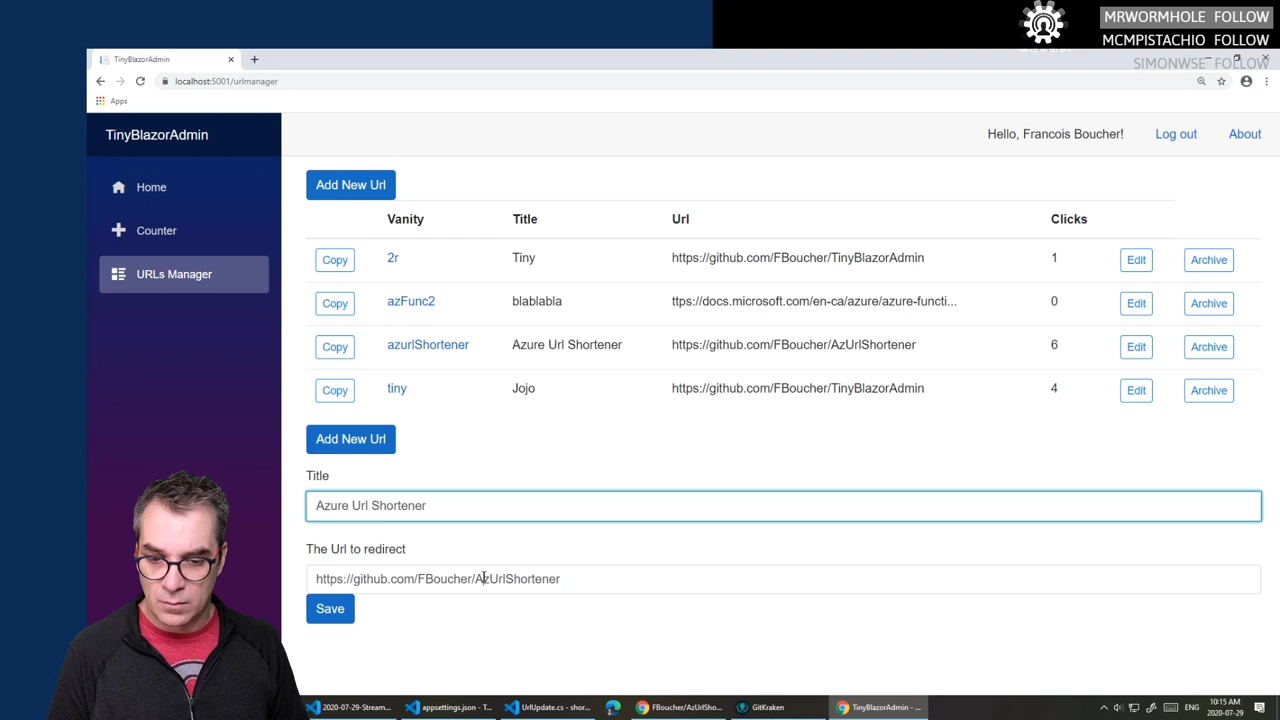 MRWORMHOLE FOLLOW
MCMPISTACHIO FOLLOW
SIMONWSE FOLLOW
TinyBlazorAdmin
localhost:5001/urlmanager
Apps
TinyBlazorAdmin
Hello, Francois Boucher! Log out About
Home
Counter
URLs Manager
Add New Url
Vanity Title Url Clicks
Copy 2r Tiny https://github.com/FBoucher/TinyBlazorAdmin 1 Edit Archive
Copy azFunc2 blablabla ttps://docs.microsoft.com/en-ca/azure/azure-functi... 0 Edit Archive
Copy azurlShortener Azure Url Shortener https://github.com/FBoucher/AzUrlShortener 6 Edit Archive
Copy tiny Jojo https://github.com/FBoucher/TinyBlazorAdmin 4 Edit Archive
Add New Url
Title
Azure Url Shortener
The Url to redirect
https://github.com/FBoucher/AzUrlShortener
Save
2020-07-29-Stream... appsettings.json - T... UrlUpdate.cs - shor... FBoucher/AzUrlSho... GitKraken TinyBlazorAdmin - ... ENG 10:15 AM
2020-07-29